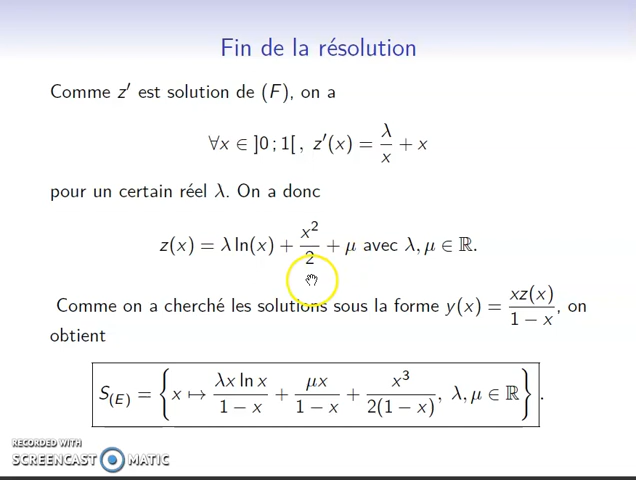 Fin de la résolution
Comme z′ est solution de (F), on a
∀x ∈ ]0 ; 1[ , z′(x) = λ/x + x
pour un certain réel λ. On a donc
z(x) = λ ln(x) + x²/2 + μ avec λ, μ ∈ ℝ.
Comme on a cherché les solutions sous la forme y(x) = xz(x)/(1 − x), on
obtient
S(E) = { x ↦ λx ln x/(1 − x) + μx/(1 − x) + x³/2(1 − x), λ, μ ∈ ℝ }.
RECORDED WITH
SCREENCAST MATIC